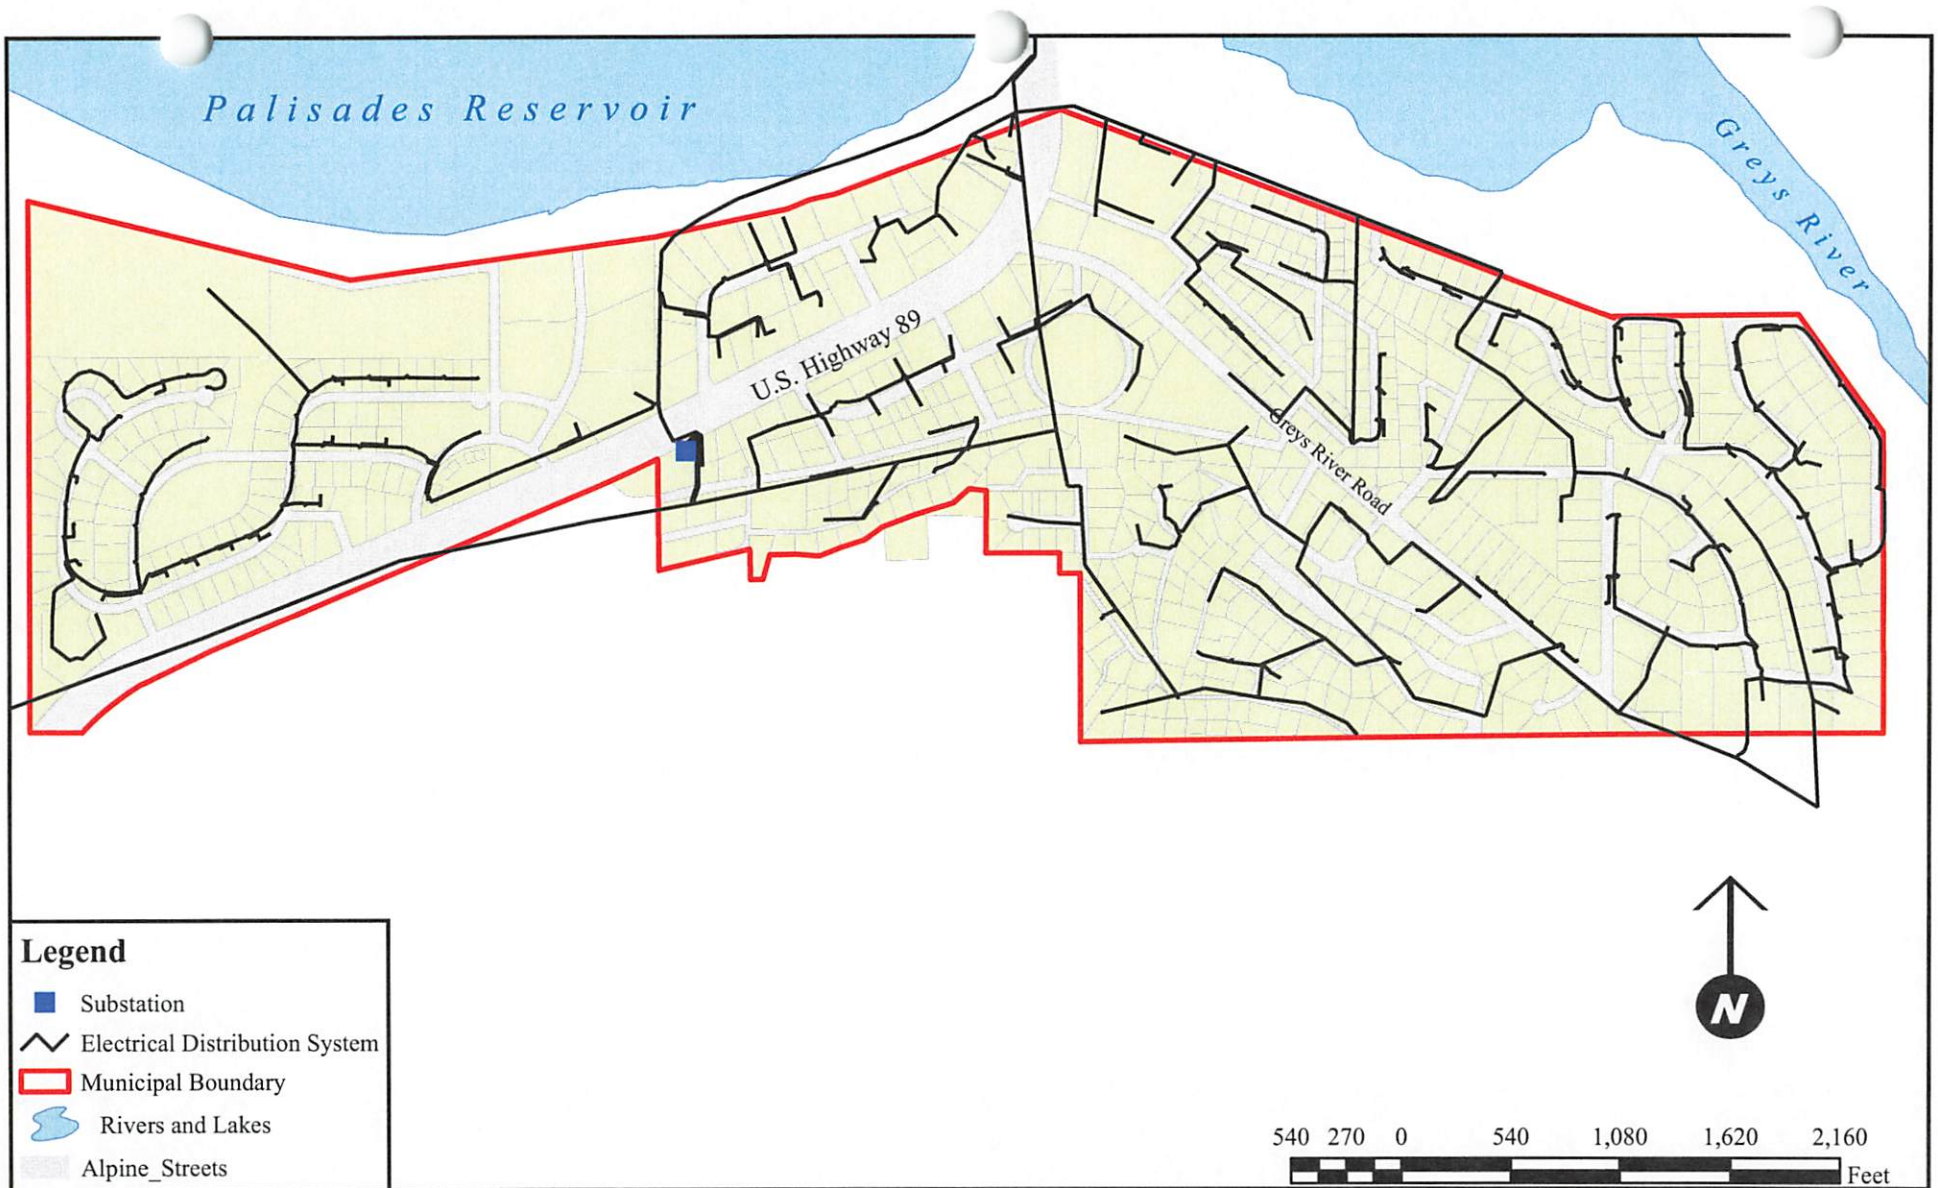 Palisades Reservoir
Greys River
U.S. Highway 89
Greys River Road
Legend
Substation
Electrical Distribution System
Municipal Boundary
Rivers and Lakes
Alpine_Streets
N
540 270 0 540 1,080 1,620 2,160
Feet